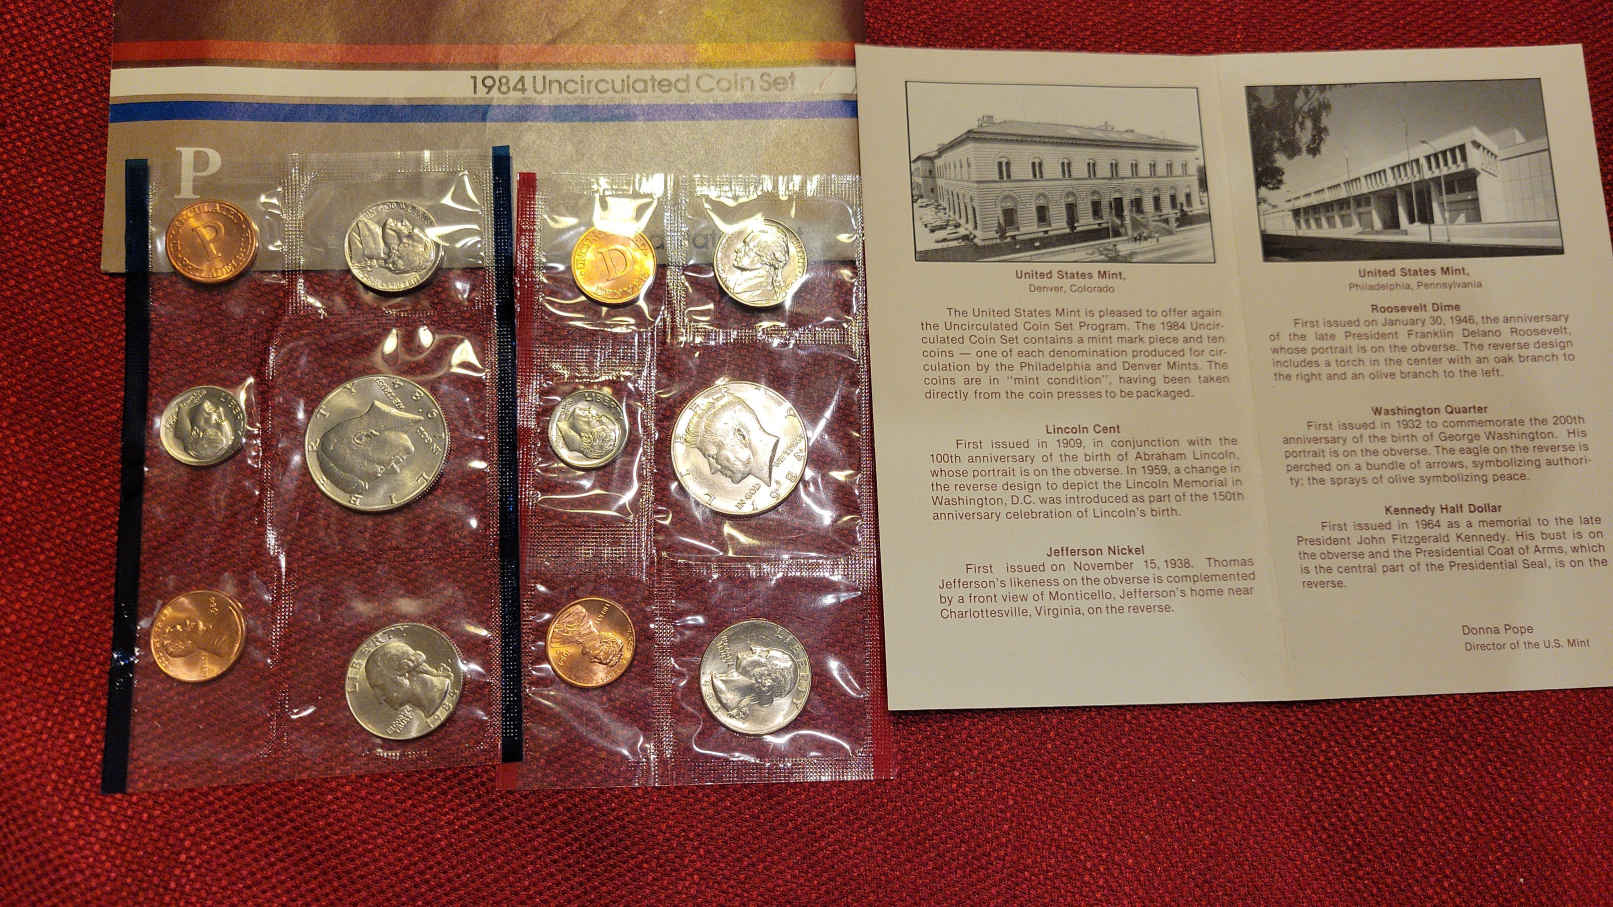 1984 Uncirculated Coin Set
P
P
D
United States Mint,
Denver, Colorado
The United States Mint is pleased to offer again
the Uncirculated Coin Set Program. The 1984 Uncir-
culated Coin Set contains a mint mark piece and ten
coins — one of each denomination produced for cir-
culation by the Philadelphia and Denver Mints. The
coins are in "mint condition", having been taken
directly from the coin presses to be packaged.
Lincoln Cent
First issued in 1909, in conjunction with the
100th anniversary of the birth of Abraham Lincoln,
whose portrait is on the obverse. In 1959, a change in
the reverse design to depict the Lincoln Memorial in
Washington, D.C. was introduced as part of the 150th
anniversary celebration of Lincoln's birth.
Jefferson Nickel
First issued on November 15, 1938. Thomas
Jefferson's likeness on the obverse is complemented
by a front view of Monticello, Jefferson's home near
Charlottesville, Virginia, on the reverse.
United States Mint,
Philadelphia, Pennsylvania
Roosevelt Dime
First issued on January 30, 1946, the anniversary
of the late President Franklin Delano Roosevelt,
whose portrait is on the obverse. The reverse design
includes a torch in the center with an oak branch to
the right and an olive branch to the left.
Washington Quarter
First issued in 1932 to commemorate the 200th
anniversary of the birth of George Washington. His
portrait is on the obverse. The eagle on the reverse is
perched on a bundle of arrows, symbolizing authori-
ty; the sprays of olive symbolizing peace.
Kennedy Half Dollar
First issued in 1964 as a memorial to the late
President John Fitzgerald Kennedy. His bust is on
the obverse and the Presidential Coat of Arms, which
is the central part of the Presidential Seal, is on the
reverse.
Donna Pope
Director of the U.S. Mint
LIBERTY
LIBERTY
LIBERTY